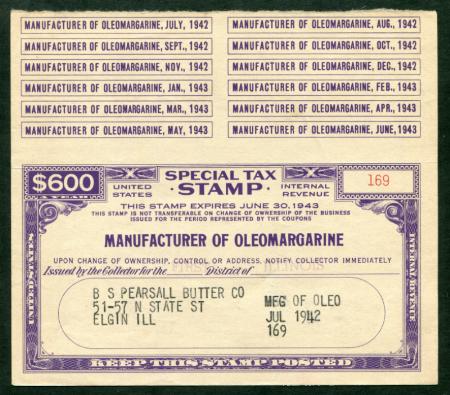 MANUFACTURER OF OLEOMARGARINE, JULY, 1942 MANUFACTURER OF OLEOMARGARINE, AUG., 1942
MANUFACTURER OF OLEOMARGARINE, SEPT., 1942 MANUFACTURER OF OLEOMARGARINE, OCT., 1942
MANUFACTURER OF OLEOMARGARINE, NOV., 1942 MANUFACTURER OF OLEOMARGARINE, DEC., 1942
MANUFACTURER OF OLEOMARGARINE, JAN., 1943 MANUFACTURER OF OLEOMARGARINE, FEB., 1943
MANUFACTURER OF OLEOMARGARINE, MAR., 1943 MANUFACTURER OF OLEOMARGARINE, APR., 1943
MANUFACTURER OF OLEOMARGARINE, MAY, 1943 MANUFACTURER OF OLEOMARGARINE, JUNE, 1943
$600
YEAR
UNITED STATES
SPECIAL TAX
STAMP
INTERNAL REVENUE
169
THIS STAMP EXPIRES JUNE 30, 1943
THIS STAMP IS NOT TRANSFERABLE ON CHANGE OF OWNERSHIP OF THE BUSINESS
ISSUED FOR THE PERIOD REPRESENTED BY THE COUPONS
MANUFACTURER OF OLEOMARGARINE
UPON CHANGE OF OWNERSHIP, CONTROL OR ADDRESS, NOTIFY COLLECTOR IMMEDIATELY
Issued by the Collector for the FIRST District of ILLINOIS
UNITED STATES
INTERNAL REVENUE
B S PEARSALL BUTTER CO
51-57 N STATE ST
ELGIN ILL
MFG OF OLEO
JUL 1942
169
KEEP THIS STAMP POSTED